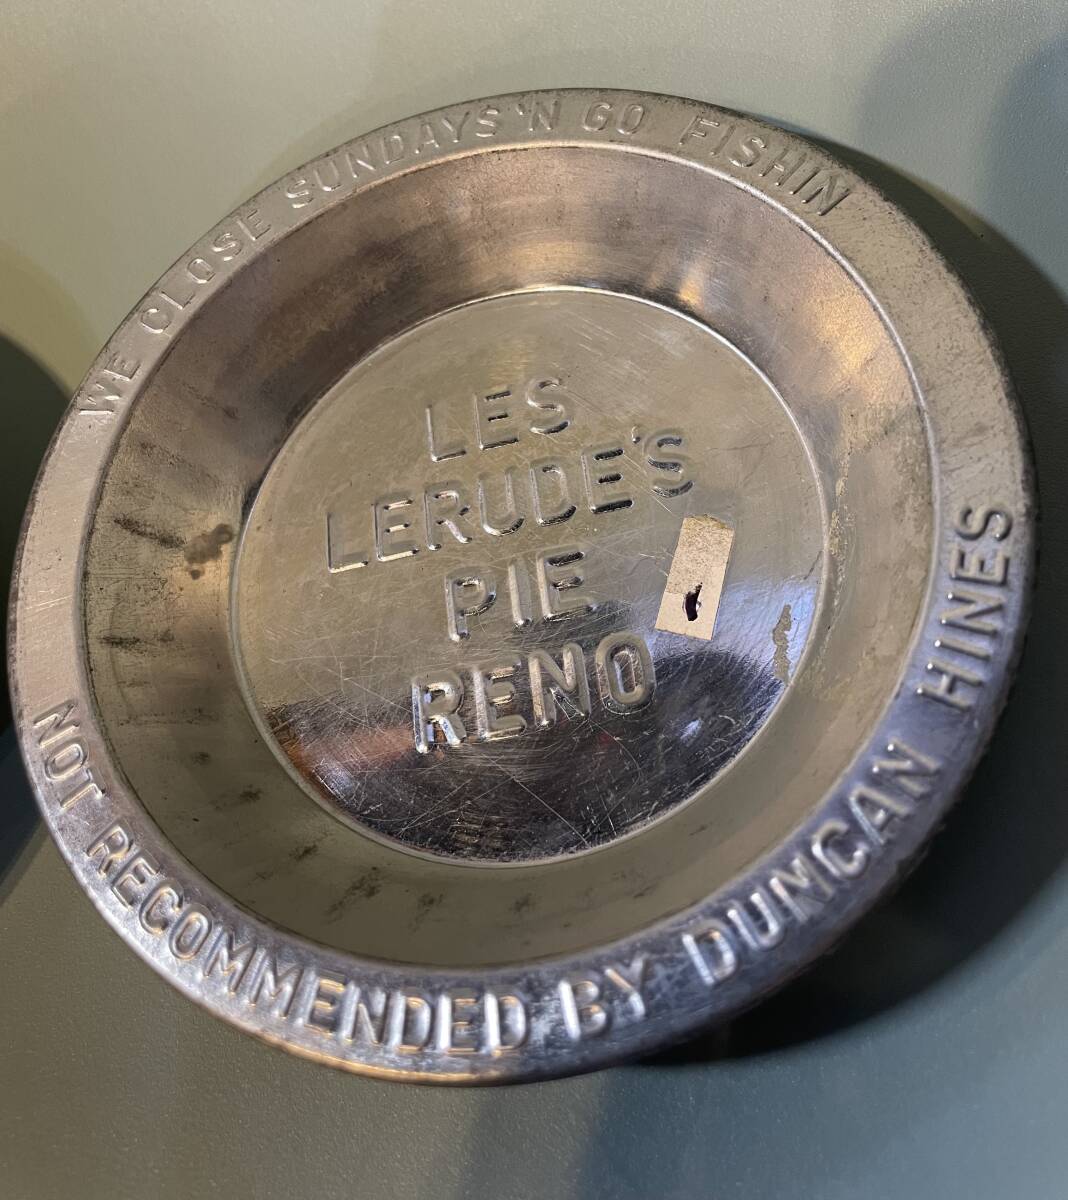 WE CLOSE SUNDAYS 'N GO FISHIN
LES
LERUDE'S
PIE
RENO
NOT RECOMMENDED BY DUNCAN HINES